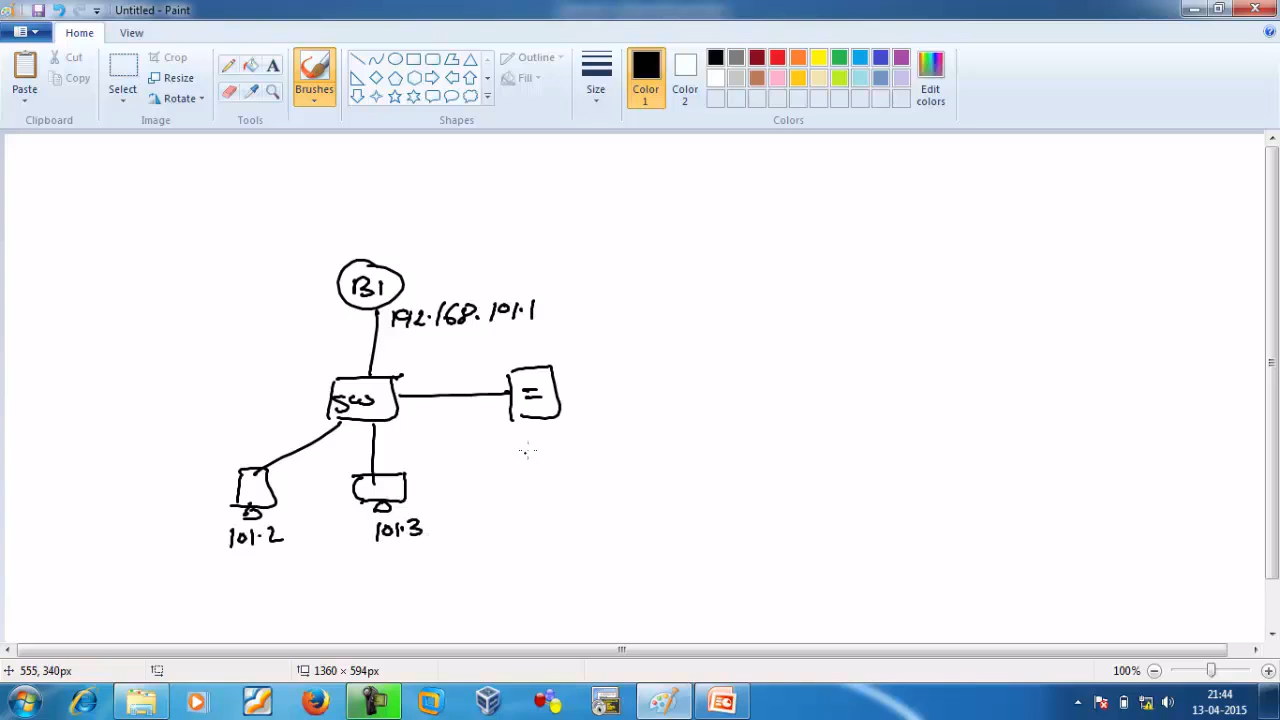 Untitled - Paint
Home
View
Paste
Cut
Copy
Clipboard
Select
Crop
Resize
Rotate
Image
Tools
Brushes
Outline
Fill
Shapes
Size
Color
1
Color
2
Edit
colors
Colors
B1
192.168.101.1
SW
101.2
101.3
555, 340px
1360 × 594px
100%
21:44
13-04-2015